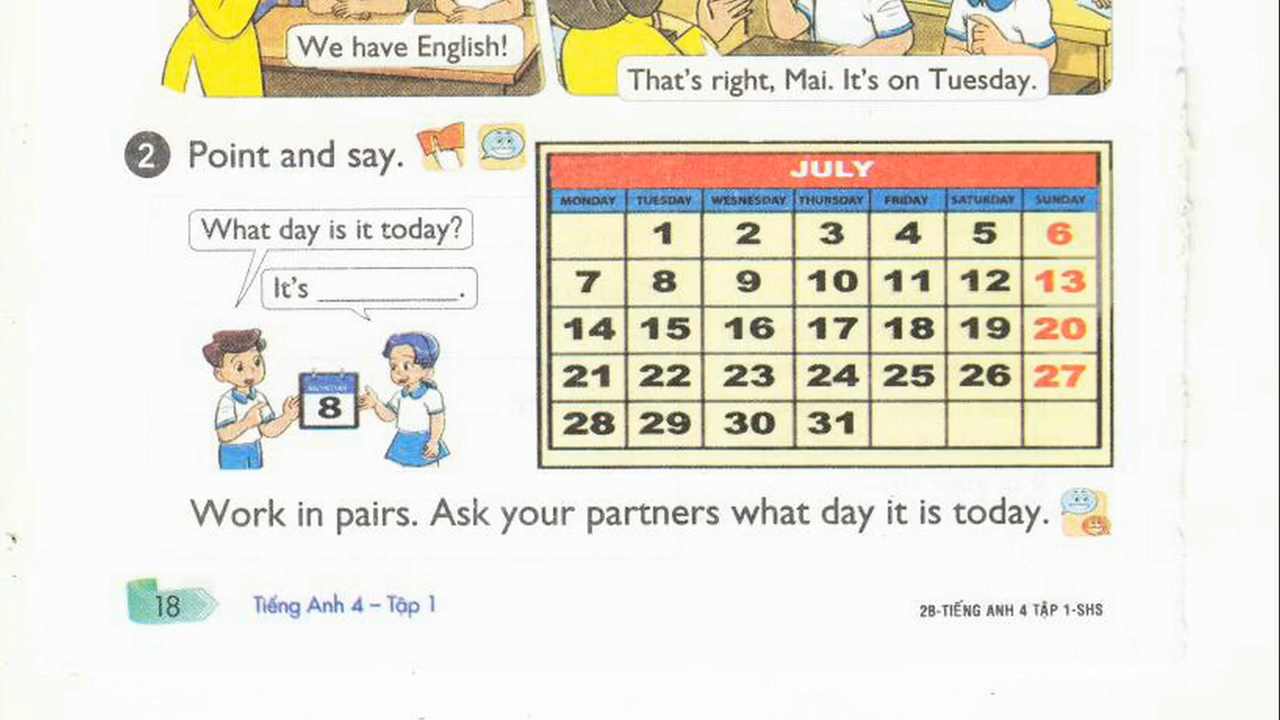 We have English!
That's right, Mai. It's on Tuesday.
2 Point and say.
What day is it today?
It's ___________.
MONDAY
8
JULY
MONDAY TUESDAY WESNESDAY THURSDAY FRIDAY SATURDAY SUNDAY
1 2 3 4 5 6
7 8 9 10 11 12 13
14 15 16 17 18 19 20
21 22 23 24 25 26 27
28 29 30 31
Work in pairs. Ask your partners what day it is today.
18 Tiếng Anh 4 – Tập 1
2B-TIẾNG ANH 4 TẬP 1-SHS